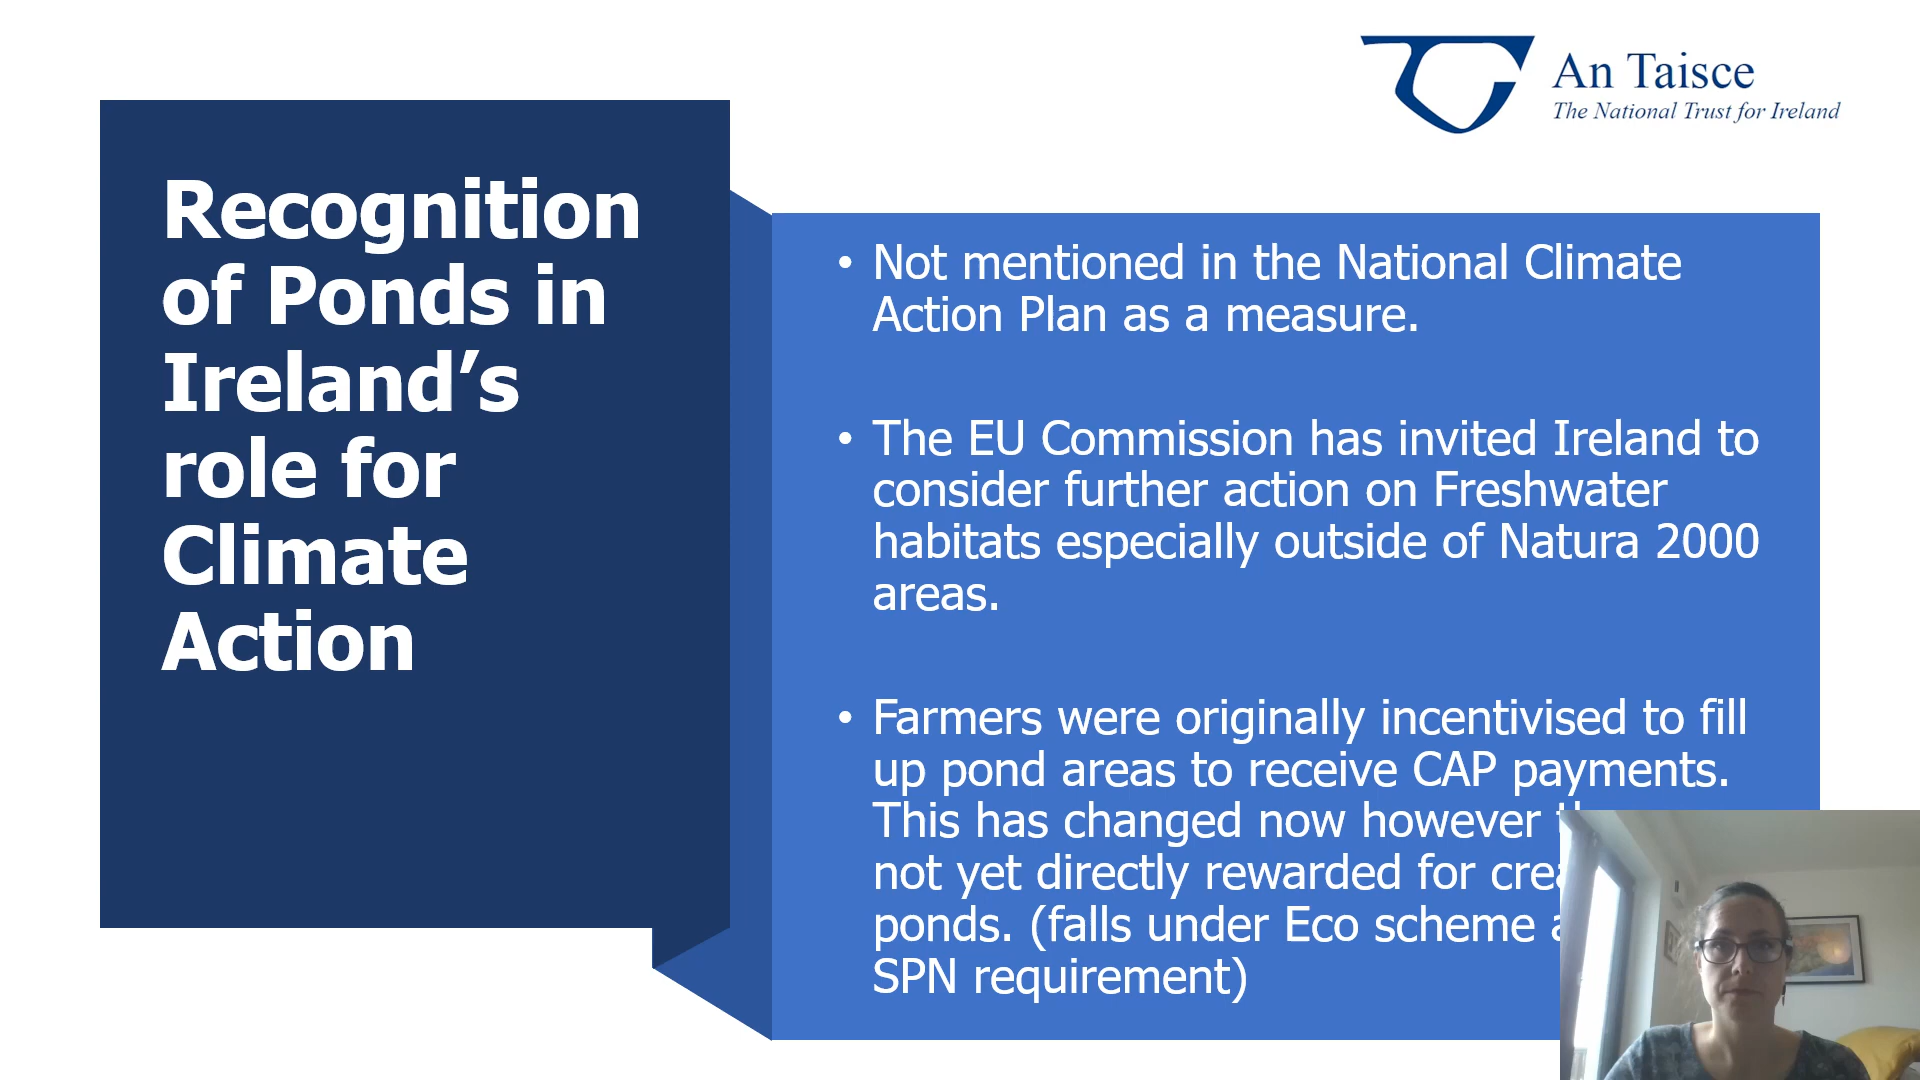 An Taisce
The National Trust for Ireland
Recognition
of Ponds in
Ireland’s
role for
Climate
Action
• Not mentioned in the National Climate
Action Plan as a measure.
• The EU Commission has invited Ireland to
consider further action on Freshwater
habitats especially outside of Natura 2000
areas.
• Farmers were originally incentivised to fill
up pond areas to receive CAP payments.
This has changed now however
not yet directly rewarded for
ponds. (falls under Eco scheme
SPN requirement)